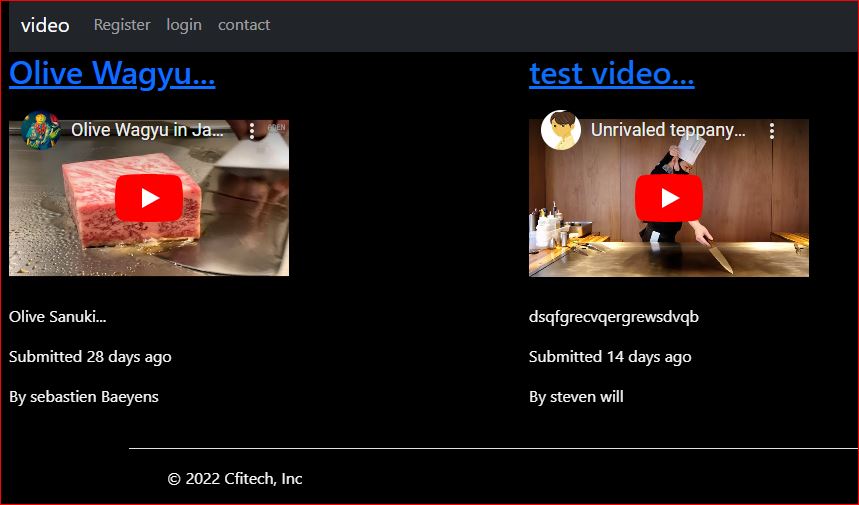 video Register login contact
Olive Wagyu...
Olive Wagyu in Ja...
Olive Sanuki...
Submitted 28 days ago
By sebastien Baeyens
test video...
Unrivaled teppany...
dsqfgrecvqergrewsdvqb
Submitted 14 days ago
By steven will
© 2022 Cfitech, Inc